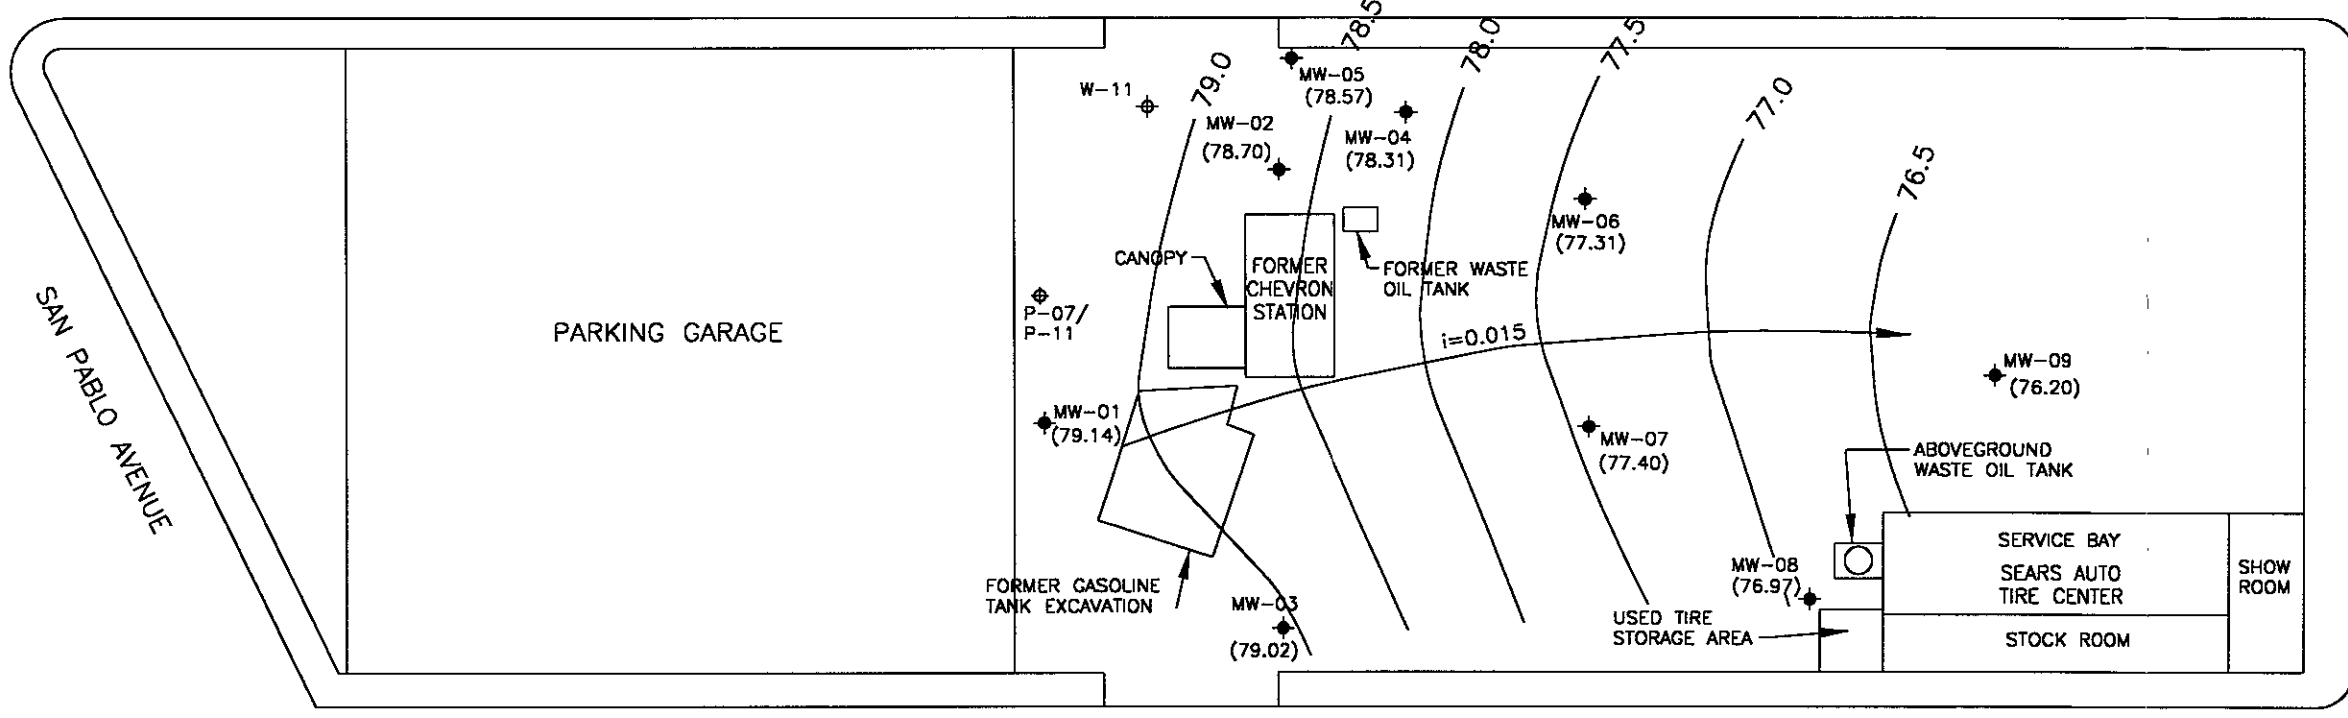 78.5
78.0
77.5
79.0
77.0
76.5
W-11
MW-05
(78.57)
MW-02
(78.70)
MW-04
(78.31)
MW-06
(77.31)
CANOPY
FORMER
CHEVRON
STATION
FORMER WASTE
OIL TANK
P-07/
P-11
SAN PABLO AVENUE
PARKING GARAGE
i=0.015
MW-09
(76.20)
MW-01
(79.14)
MW-07
(77.40)
ABOVEGROUND
WASTE OIL TANK
FORMER GASOLINE
TANK EXCAVATION
MW-03
(79.02)
MW-08
(76.97)
USED TIRE
STORAGE AREA
SERVICE BAY
SEARS AUTO
TIRE CENTER
STOCK ROOM
SHOW
ROOM